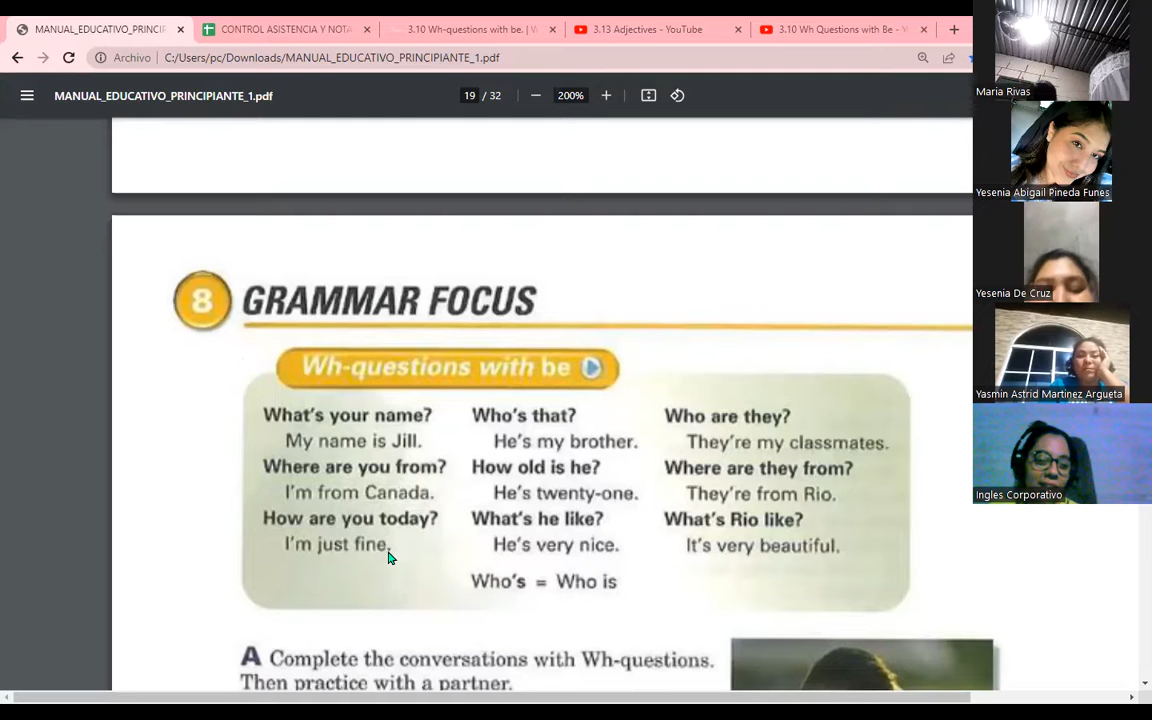 MANUAL_EDUCATIVO_PRINCIP
CONTROL ASISTENCIA Y NOTA
3.10 Wh-questions with be. | V
3.13 Adjectives - YouTube
3.10 Wh Questions with Be - Y
Archivo
C:/Users/pc/Downloads/MANUAL_EDUCATIVO_PRINCIPIANTE_1.pdf
MANUAL_EDUCATIVO_PRINCIPIANTE_1.pdf
19 / 32
200%
8 GRAMMAR FOCUS
Wh-questions with be
What's your name?
My name is Jill.
Where are you from?
I'm from Canada.
How are you today?
I'm just fine.
Who's that?
He's my brother.
How old is he?
He's twenty-one.
What's he like?
He's very nice.
Who's = Who is
Who are they?
They're my classmates.
Where are they from?
They're from Rio.
What's Rio like?
It's very beautiful.
A Complete the conversations with Wh-questions.
Then practice with a partner.
Maria Rivas
Yesenia Abigail Pineda Funes
Yesenia De Cruz
Yasmin Astrid Martinez Argueta
Ingles Corporativo